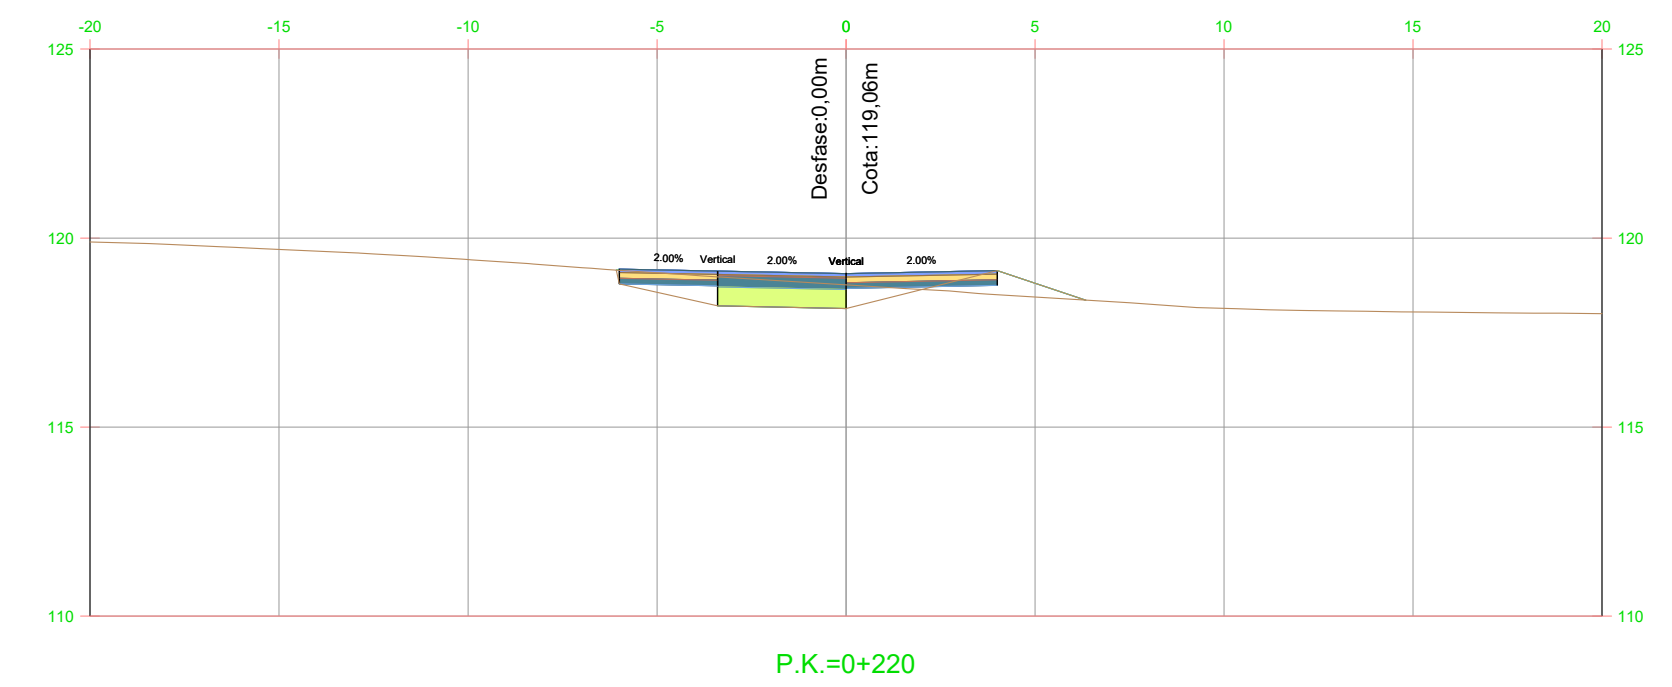 -20 -15 -10 -5 0 5 10 15 20
125 125
Desfase:0,00m
Cota:119,06m
120 120
2.00% Vertical 2.00% Vertical 2.00%
115 115
110 110
P.K.=0+220